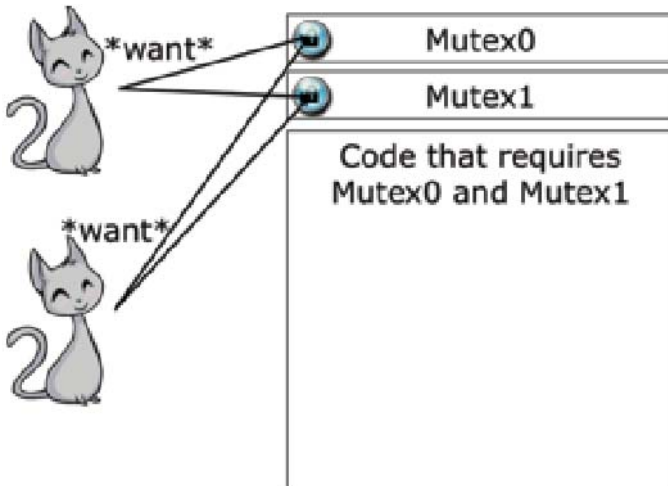 *want*
Mutex0
Mutex1
Code that requires
Mutex0 and Mutex1
*want*